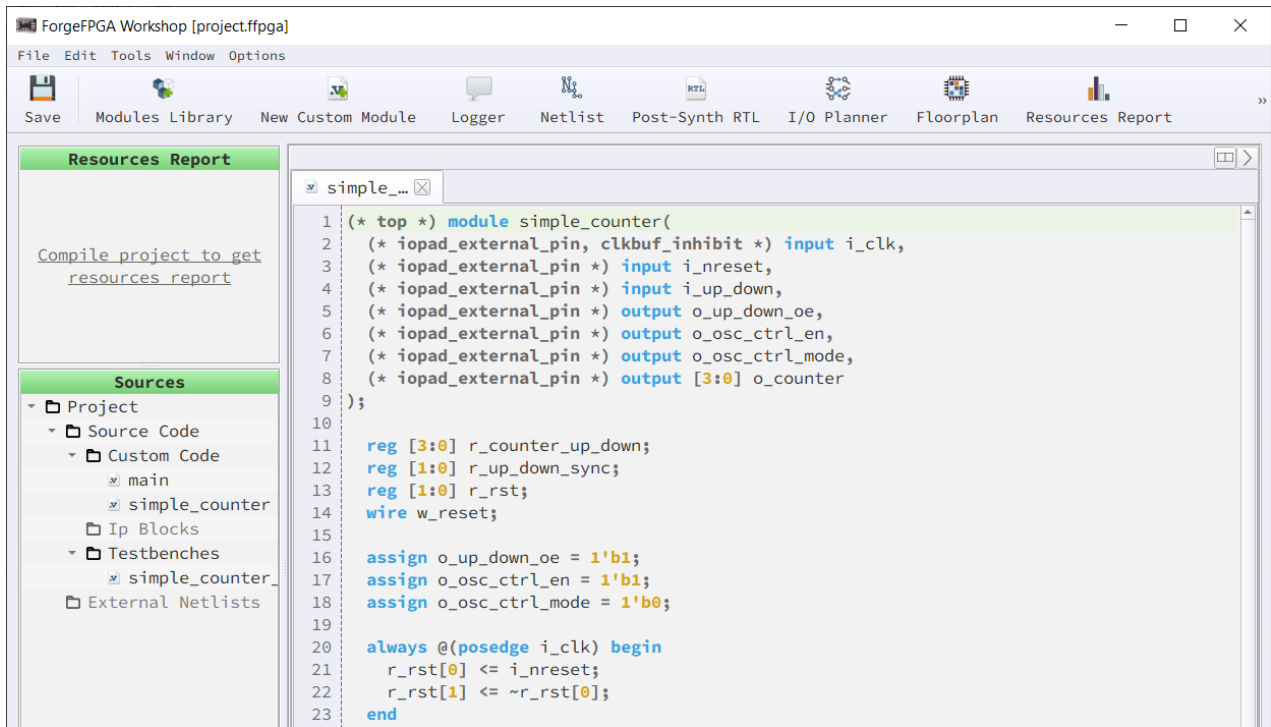 ForgeFPGA Workshop [project.ffpga]
File Edit Tools Window Options
Save Modules Library New Custom Module Logger Netlist Post-Synth RTL I/O Planner Floorplan Resources Report »
Resources Report
Compile project to get
resources report
Sources
Project
Source Code
Custom Code
main
simple_counter
Ip Blocks
Testbenches
simple_counter_
External Netlists
simple_…
1 (* top *) module simple_counter(
2   (* iopad_external_pin, clkbuf_inhibit *) input i_clk,
3   (* iopad_external_pin *) input i_nreset,
4   (* iopad_external_pin *) input i_up_down,
5   (* iopad_external_pin *) output o_up_down_oe,
6   (* iopad_external_pin *) output o_osc_ctrl_en,
7   (* iopad_external_pin *) output o_osc_ctrl_mode,
8   (* iopad_external_pin *) output [3:0] o_counter
9 );
10
11   reg [3:0] r_counter_up_down;
12   reg [1:0] r_up_down_sync;
13   reg [1:0] r_rst;
14   wire w_reset;
15
16   assign o_up_down_oe = 1'b1;
17   assign o_osc_ctrl_en = 1'b1;
18   assign o_osc_ctrl_mode = 1'b0;
19
20   always @(posedge i_clk) begin
21     r_rst[0] <= i_nreset;
22     r_rst[1] <= ~r_rst[0];
23   end